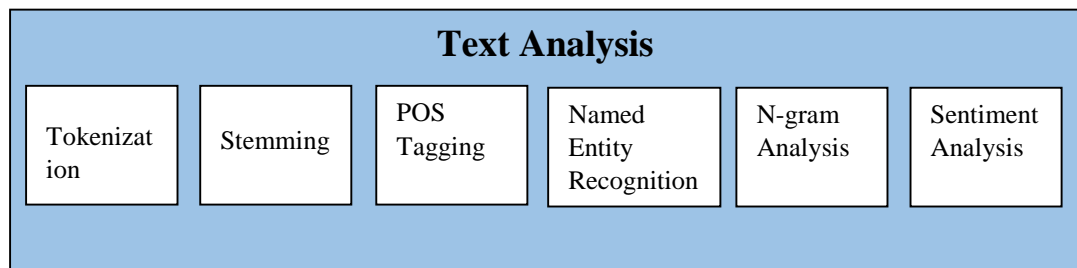 Text Analysis
Tokenizat
ion
Stemming
POS
Tagging
Named
Entity
Recognition
N-gram
Analysis
Sentiment
Analysis